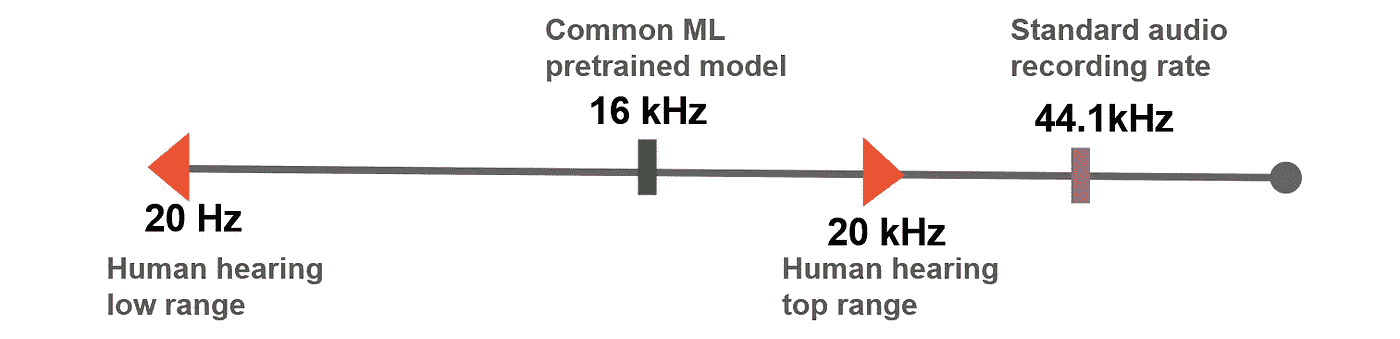 Common ML
pretrained model
16 kHz
Standard audio
recording rate
44.1kHz
20 Hz
Human hearing
low range
20 kHz
Human hearing
top range